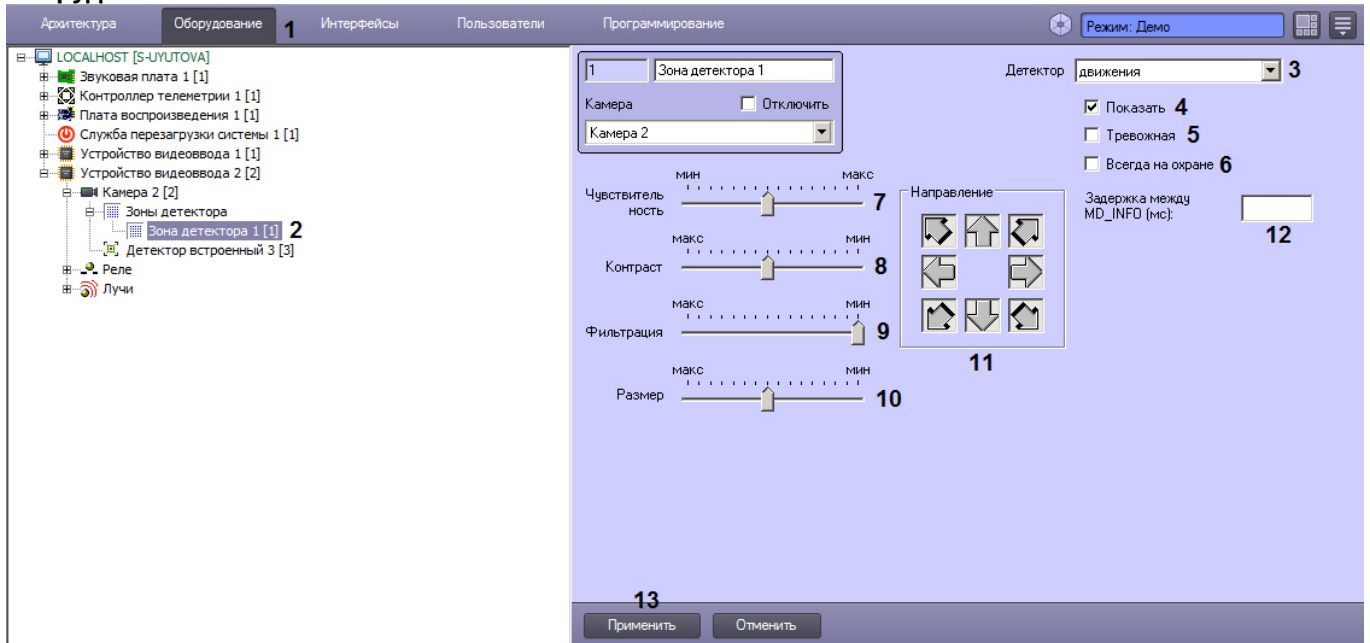 Архитектура Оборудование 1 Интерфейсы Пользователи Программирование Режим: Демо
LOCALHOST [S-UYUTOVA]
Звуковая плата 1 [1]
Контроллер телеметрии 1 [1]
Плата воспроизведения 1 [1]
Служба перезагрузки системы 1 [1]
Устройство видеоввода 1 [1]
Устройство видеоввода 2 [2]
Камера 2 [2]
Зоны детектора
Зона детектора 1 [1] 2
Детектор встроенный 3 [3]
Реле
Лучи
1 Зона детектора 1
Камера Отключить
Камера 2
Детектор движения 3
Показать 4
Тревожная 5
Всегда на охране 6
мин макс
Чувствитель
ность 7
макс мин
Контраст 8
макс мин
Фильтрация 9
макс мин
Размер 10
Направление
11
Задержка между
MD_INFO (мс):
12
13
Применить Отменить